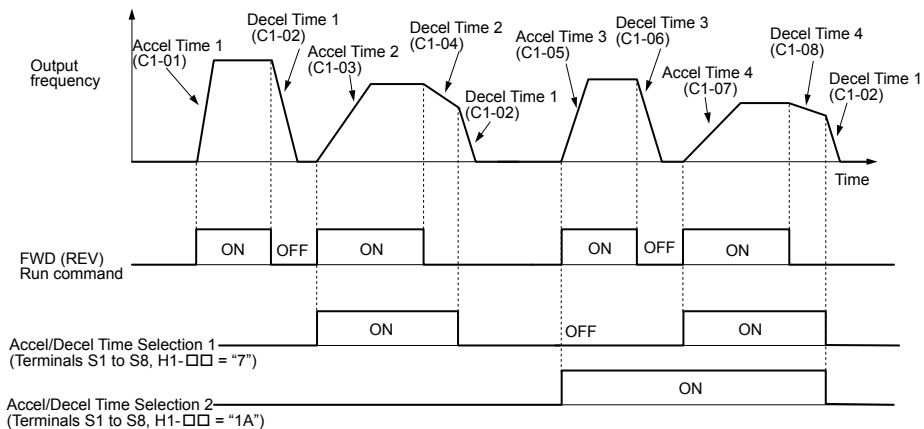 Output
frequency
Accel Time 1
(C1-01)
Decel Time 1
(C1-02)
Accel Time 2
(C1-03)
Decel Time 2
(C1-04)
Decel Time 1
(C1-02)
Accel Time 3
(C1-05)
Decel Time 3
(C1-06)
Accel Time 4
(C1-07)
Decel Time 4
(C1-08)
Decel Time 1
(C1-02)
Time
FWD (REV)
Run command
ON
OFF
ON
ON
OFF
ON
Accel/Decel Time Selection 1
(Terminals S1 to S8, H1-□□ = “7”)
ON
OFF
ON
Accel/Decel Time Selection 2
(Terminals S1 to S8, H1-□□ = “1A”)
ON